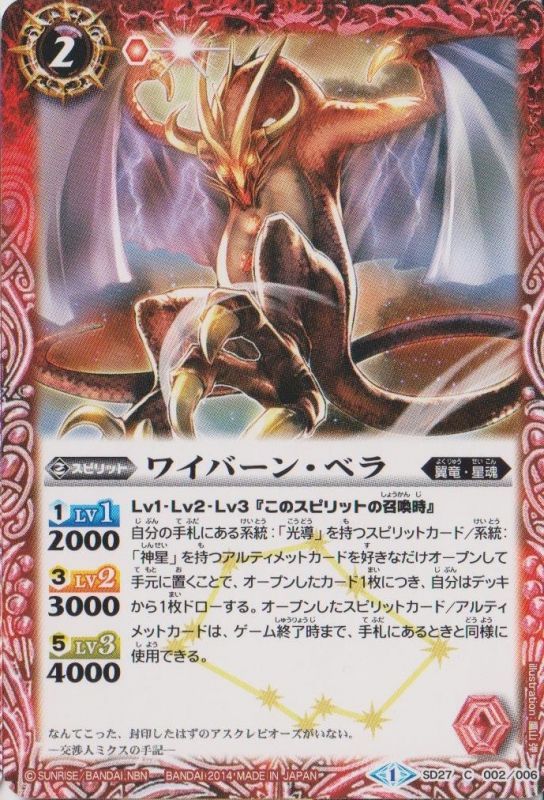 2
スピリット ワイバーン・ベラ 翼竜・星魂
よくじゅう せいこん
1 LV1 2000
3 LV2 3000
5 LV3 4000
Lv1・Lv2・Lv3『このスピリットの召喚時』
自分の手札にある系統:「光導」を持つスピリットカード/系統:
「神星」を持つアルティメットカードを好きなだけオープンして
手元に置くことで、オープンしたカード1枚につき、自分はデッキ
から1枚ドローする。オープンしたスピリットカード/アルティ
メットカードは、ゲーム終了時まで、手札にあるときと同様に
使用できる。
なんてこった、封印したはずのアスクレピオーズがいない。
―交渉人ミクスの手記―
©SUNRISE/BANDAI.NBN BANDAI 2014 MADE IN JAPAN 1 SD27 C 002/006